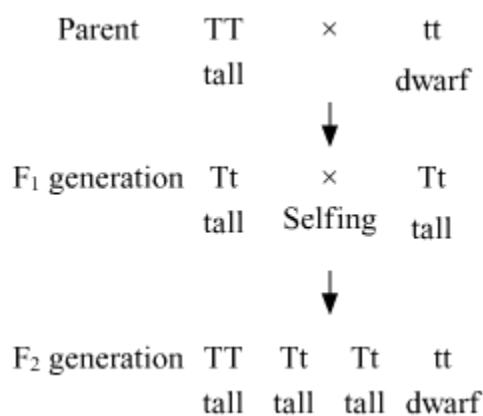 Parent TT × tt
tall dwarf
F₁ generation Tt × Tt
tall Selfing tall
F₂ generation TT Tt Tt tt
tall tall tall dwarf